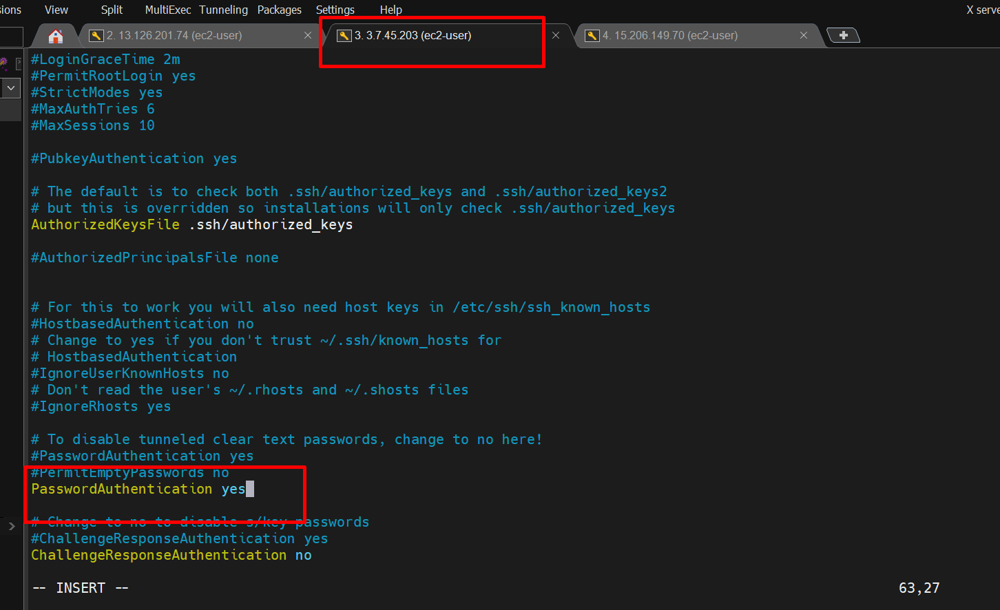 ions View Split MultiExec Tunneling Packages Settings Help X serve
2. 13.126.201.74 (ec2-user) 3. 3.7.45.203 (ec2-user) 4. 15.206.149.70 (ec2-user)
#LoginGraceTime 2m
#PermitRootLogin yes
#StrictModes yes
#MaxAuthTries 6
#MaxSessions 10
#PubkeyAuthentication yes
# The default is to check both .ssh/authorized_keys and .ssh/authorized_keys2
# but this is overridden so installations will only check .ssh/authorized_keys
AuthorizedKeysFile .ssh/authorized_keys
#AuthorizedPrincipalsFile none
# For this to work you will also need host keys in /etc/ssh/ssh_known_hosts
#HostbasedAuthentication no
# Change to yes if you don't trust ~/.ssh/known_hosts for
# HostbasedAuthentication
#IgnoreUserKnownHosts no
# Don't read the user's ~/.rhosts and ~/.shosts files
#IgnoreRhosts yes
# To disable tunneled clear text passwords, change to no here!
#PasswordAuthentication yes
#PermitEmptyPasswords no
PasswordAuthentication yes
# Change to no to disable s/key passwords
#ChallengeResponseAuthentication yes
ChallengeResponseAuthentication no
-- INSERT -- 63,27